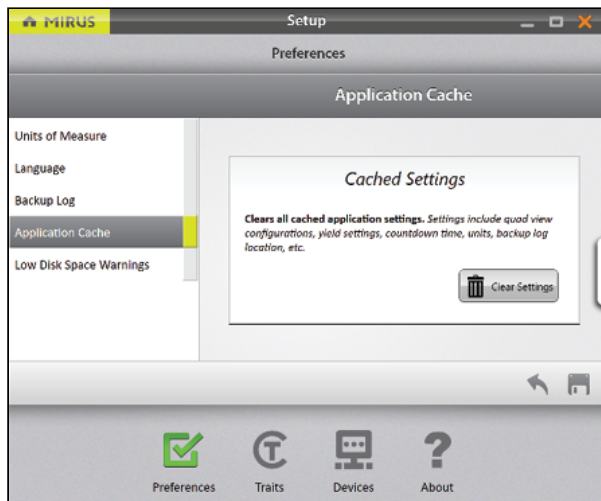 MIRUS
Setup
Preferences
Application Cache
Units of Measure
Language
Backup Log
Application Cache
Low Disk Space Warnings
Cached Settings
Clears all cached application settings. Settings include quad view
configurations, yield settings, countdown time, units, backup log
location, etc.
Clear Settings
Preferences
Traits
Devices
About